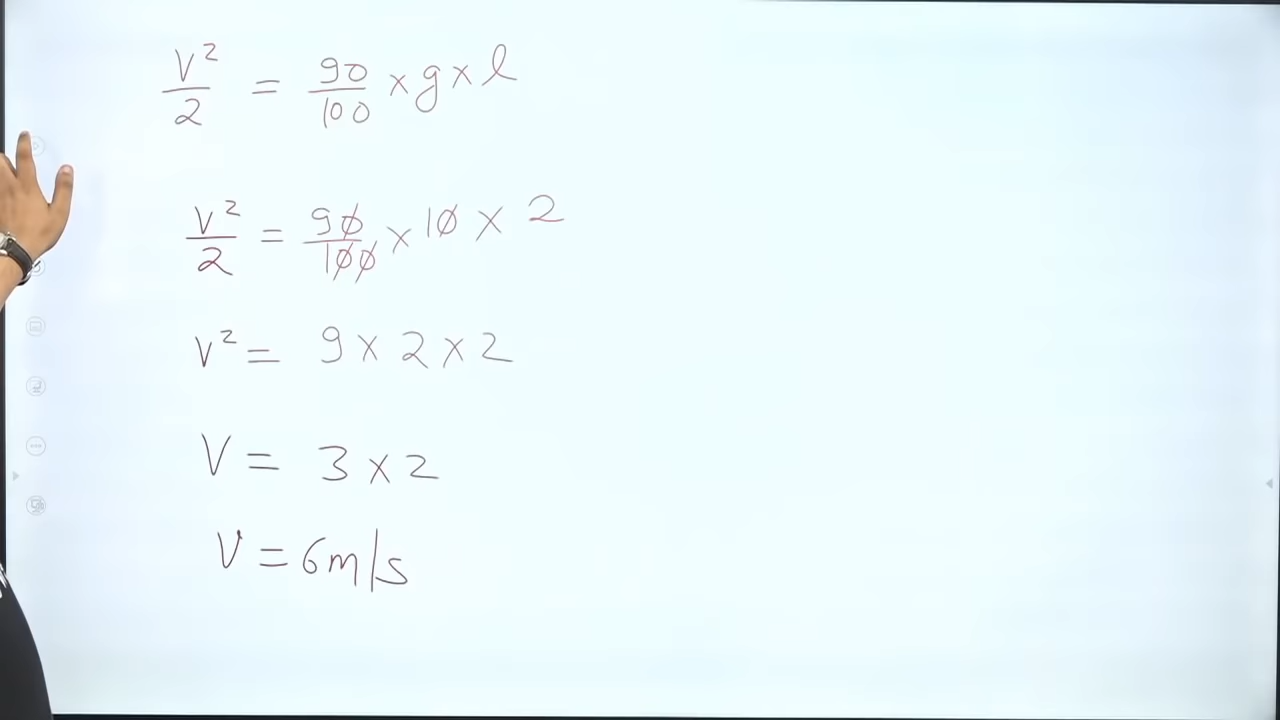 V²/2 = 90/100 × g × l
V²/2 = 90/100 × 10 × 2
V² = 9 × 2 × 2
V = 3 × 2
V = 6m/s